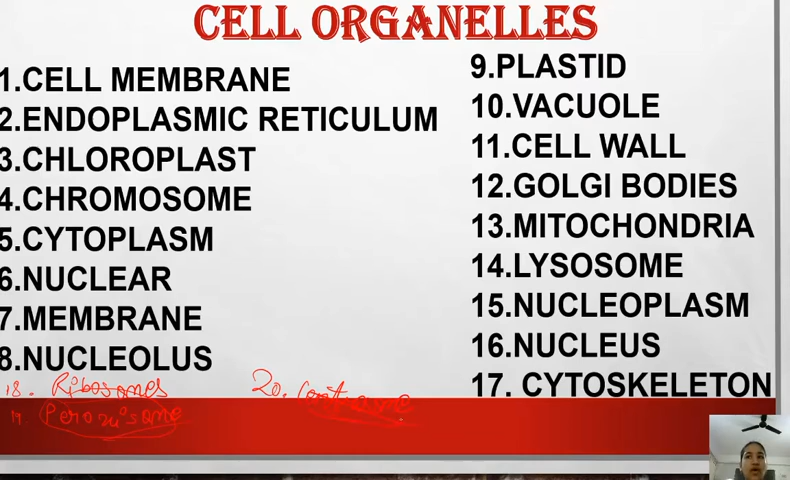 CELL ORGANELLES
1.CELL MEMBRANE
2.ENDOPLASMIC RETICULUM
3.CHLOROPLAST
4.CHROMOSOME
5.CYTOPLASM
6.NUCLEAR
7.MEMBRANE
8.NUCLEOLUS
18. Ribosomes
19.
20.
9.PLASTID
10.VACUOLE
11.CELL WALL
12.GOLGI BODIES
13.MITOCHONDRIA
14.LYSOSOME
15.NUCLEOPLASM
16.NUCLEUS
17. CYTOSKELETON